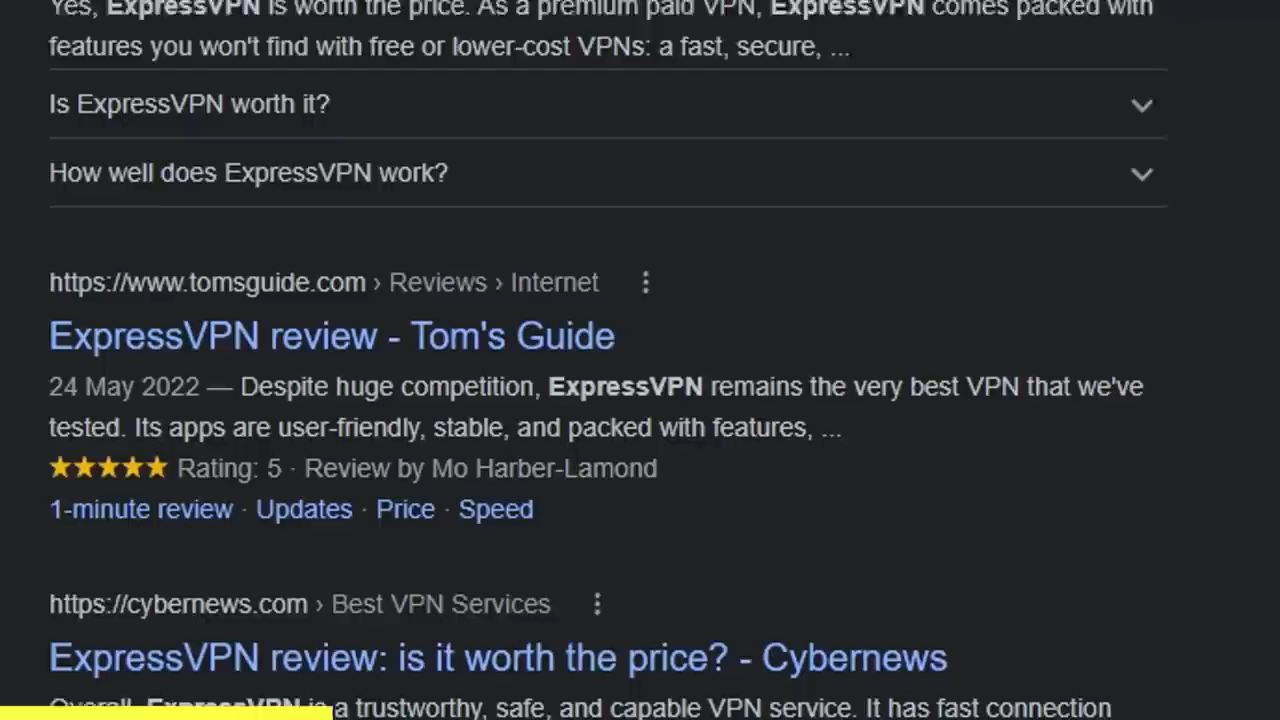 Yes, ExpressVPN is worth the price. As a premium paid VPN, ExpressVPN comes packed with
features you won't find with free or lower-cost VPNs: a fast, secure, ...
Is ExpressVPN worth it?
How well does ExpressVPN work?
https://www.tomsguide.com › Reviews › Internet
ExpressVPN review - Tom's Guide
24 May 2022 — Despite huge competition, ExpressVPN remains the very best VPN that we've
tested. Its apps are user-friendly, stable, and packed with features, ...
Rating: 5 · Review by Mo Harber-Lamond
1-minute review · Updates · Price · Speed
https://cybernews.com › Best VPN Services
ExpressVPN review: is it worth the price? - Cybernews
Overall, ExpressVPN is a trustworthy, safe, and capable VPN service. It has fast connection